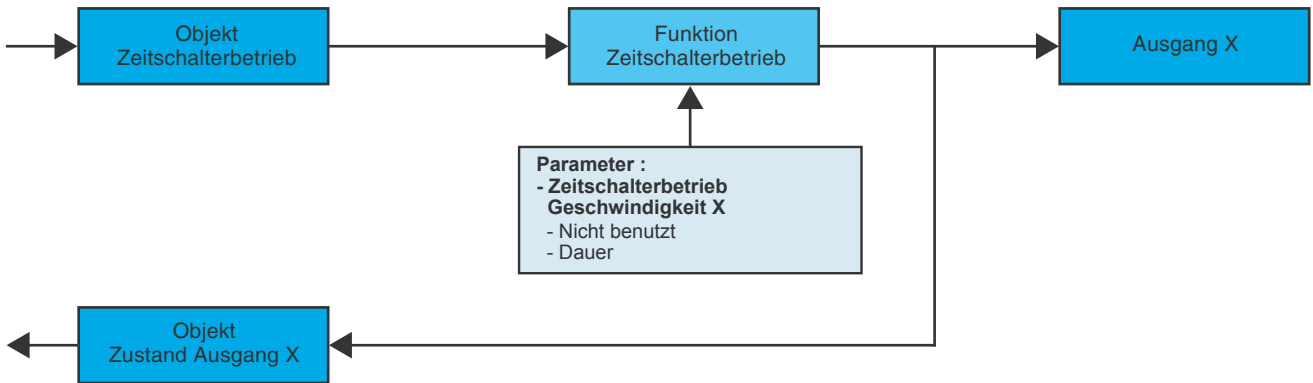 Objekt
Zeitschalterbetrieb
Funktion
Zeitschalterbetrieb
Ausgang X
Parameter :
- Zeitschalterbetrieb
Geschwindigkeit X
- Nicht benutzt
- Dauer
Objekt
Zustand Ausgang X